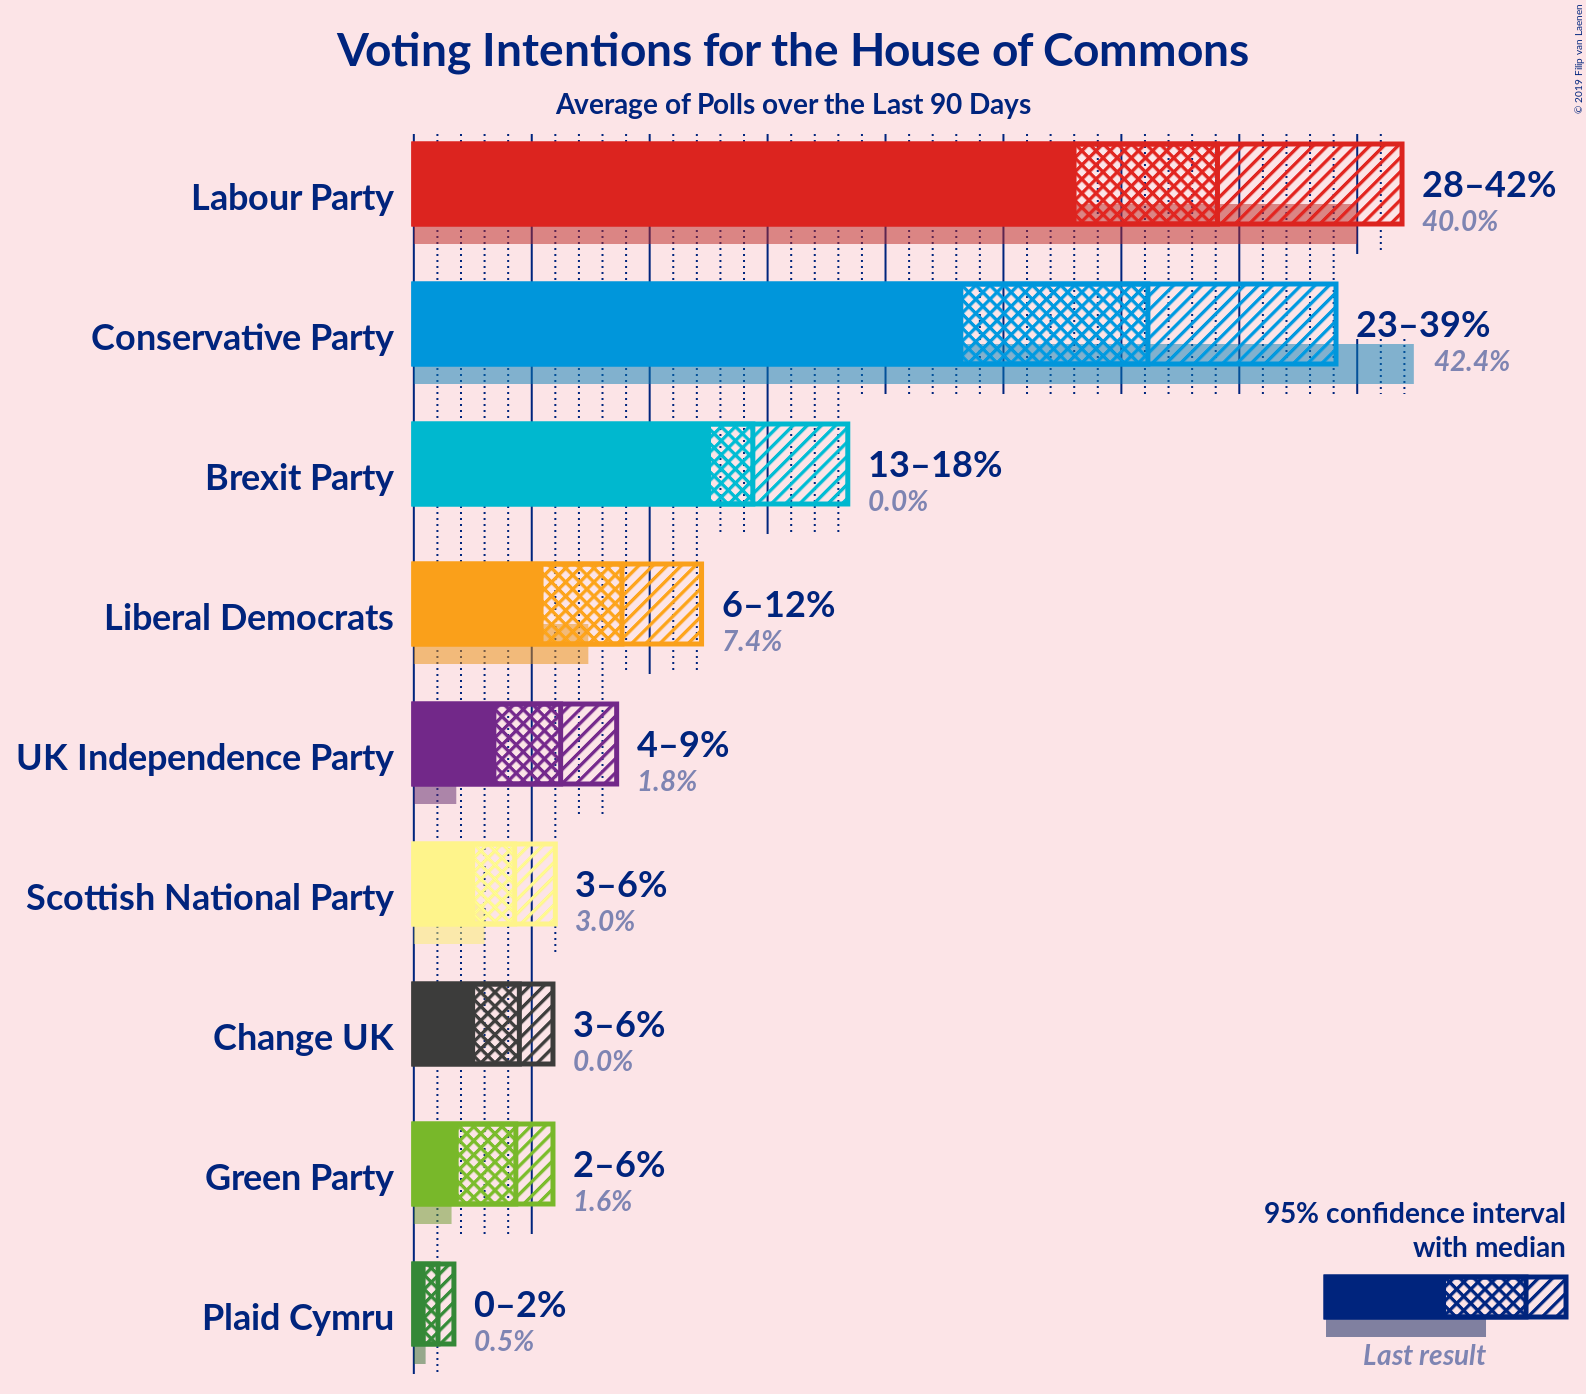 Voting Intentions for the House of Commons
Average of Polls over the Last 90 Days
© 2019 Filip van Laenen
Labour Party
28–42%
40.0%
Conservative Party
23–39%
42.4%
Brexit Party
13–18%
0.0%
Liberal Democrats
6–12%
7.4%
UK Independence Party
4–9%
1.8%
Scottish National Party
3–6%
3.0%
Change UK
3–6%
0.0%
Green Party
2–6%
1.6%
Plaid Cymru
0–2%
0.5%
95% confidence interval
with median
Last result